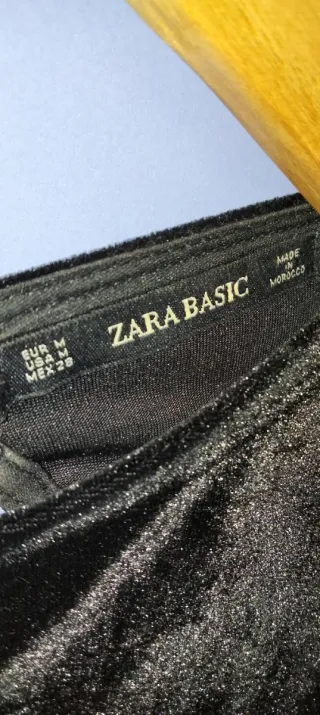 EUR M
USA M
MEX 28
ZARA BASIC
MADE
IN
MOROCCO